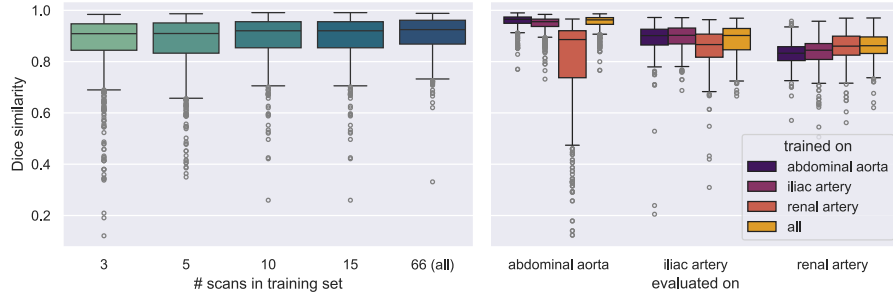 Dice similarity
1.0
0.8
0.6
0.4
0.2
3 5 10 15 66 (all)
# scans in training set
abdominal aorta iliac artery renal artery
evaluated on
trained on
abdominal aorta
iliac artery
renal artery
all